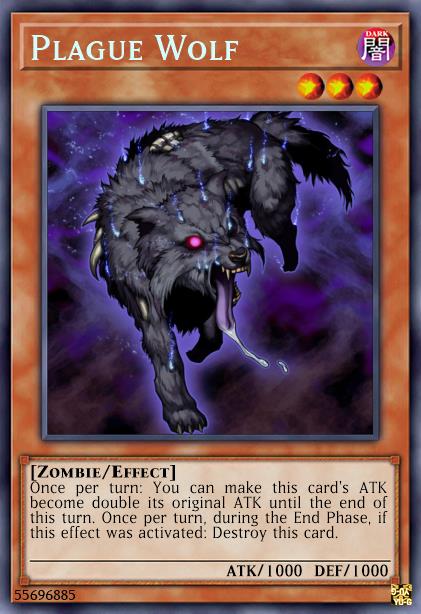 Plague Wolf
DARK
闇
[Zombie/Effect]
Once per turn: You can make this card's ATK
become double its original ATK until the end of
this turn. Once per turn, during the End Phase, if
this effect was activated: Destroy this card.
ATK/1000 DEF/1000
55696885